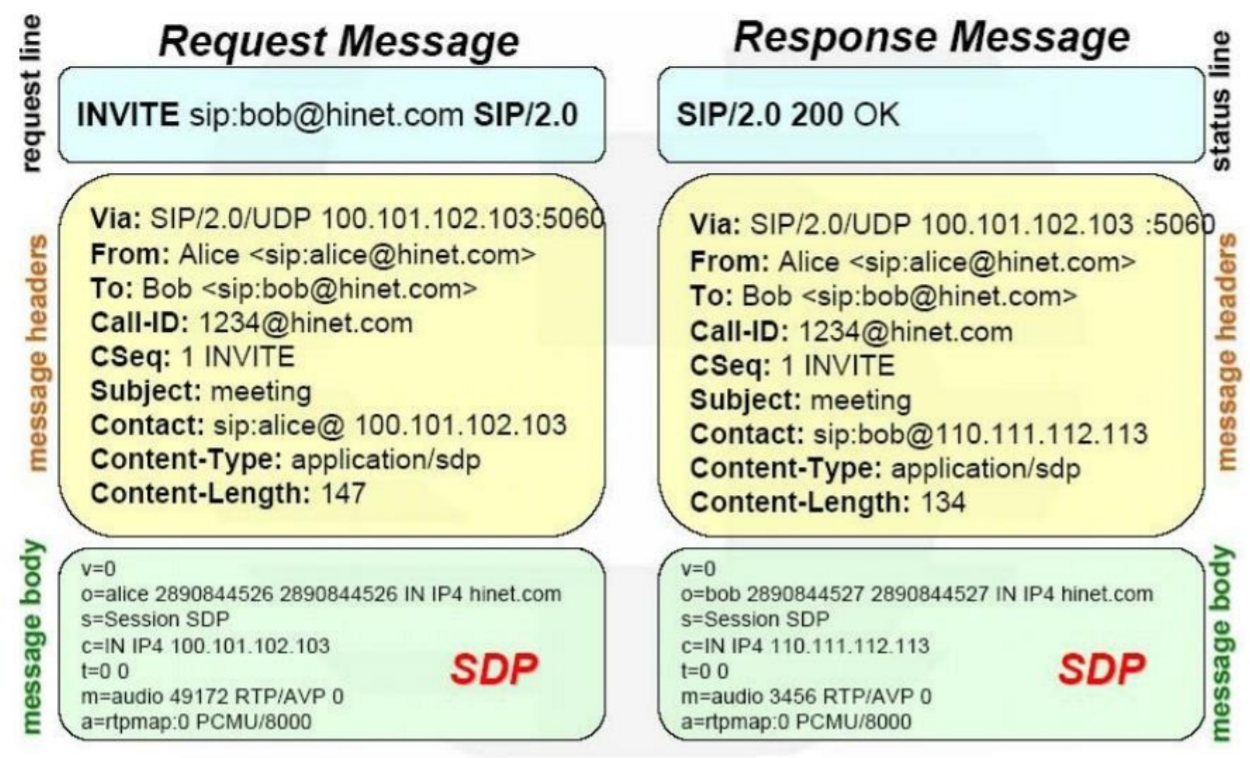 Request Message
request line
INVITE sip:bob@hinet.com SIP/2.0
message headers
Via: SIP/2.0/UDP 100.101.102.103:5060
From: Alice <sip:alice@hinet.com>
To: Bob <sip:bob@hinet.com>
Call-ID: 1234@hinet.com
CSeq: 1 INVITE
Subject: meeting
Contact: sip:alice@ 100.101.102.103
Content-Type: application/sdp
Content-Length: 147
message body
v=0
o=alice 2890844526 2890844526 IN IP4 hinet.com
s=Session SDP
c=IN IP4 100.101.102.103
t=0 0
m=audio 49172 RTP/AVP 0
a=rtpmap:0 PCMU/8000
SDP
Response Message
status line
SIP/2.0 200 OK
message headers
Via: SIP/2.0/UDP 100.101.102.103 :5060
From: Alice <sip:alice@hinet.com>
To: Bob <sip:bob@hinet.com>
Call-ID: 1234@hinet.com
CSeq: 1 INVITE
Subject: meeting
Contact: sip:bob@110.111.112.113
Content-Type: application/sdp
Content-Length: 134
message body
v=0
o=bob 2890844527 2890844527 IN IP4 hinet.com
s=Session SDP
c=IN IP4 110.111.112.113
t=0 0
m=audio 3456 RTP/AVP 0
a=rtpmap:0 PCMU/8000
SDP